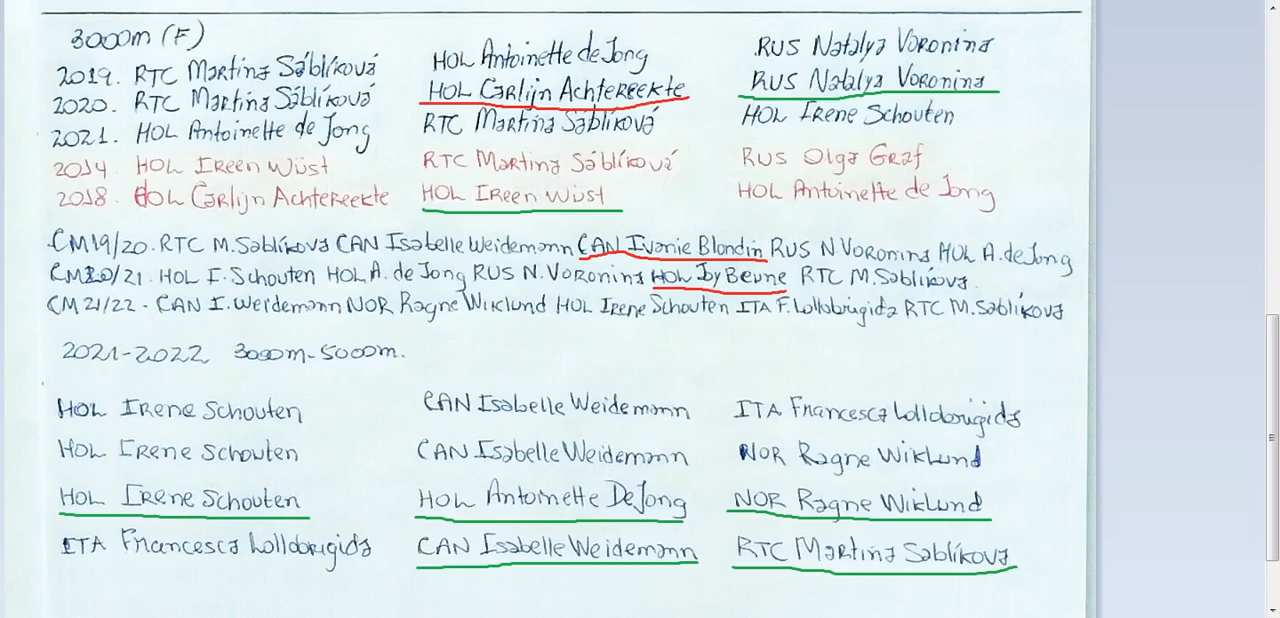 3000m (F)
2019. RTC Martina Sáblíková HOL Antoinette de Jong RUS Natalya Voronina
2020. RTC Martina Sáblíková HOL Carlijn Achtereekte RUS Natalya Voronina
2021. HOL Antoinette de Jong RTC Martina Sáblíková HOL Irene Schouten
2014. HOL Ireen Wüst RTC Martina Sáblíková RUS Olga Graf
2018. HOL Carlijn Achtereekte HOL Ireen Wüst HOL Antoinette de Jong
CM19/20. RTC M. Sablíkova CAN Isabelle Weidemann CAN Ivanie Blondin RUS N Voronina HOL A. de Jong
CM20/21. HOL I. Schouten HOL A. de Jong RUS N. Voronina HOL Joy Beune RTC M. Sablíkova.
CM 21/22 - CAN I. Weidemann NOR Ragne Wiklund HOL Irene Schouten ITA F. Lollobrigida RTC M. Sablíkova
2021-2022 3000m-5000m.
HOL Irene Schouten CAN Isabelle Weidemann ITA Francesca Lollobrigida
HOL Irene Schouten CAN Isabelle Weidemann NOR Ragne Wiklund
HOL Irene Schouten HOL Antoinette De Jong NOR Ragne Wiklund
ITA Francesca Lollobrigida CAN Isabelle Weidemann RTC Martina Sablíkova